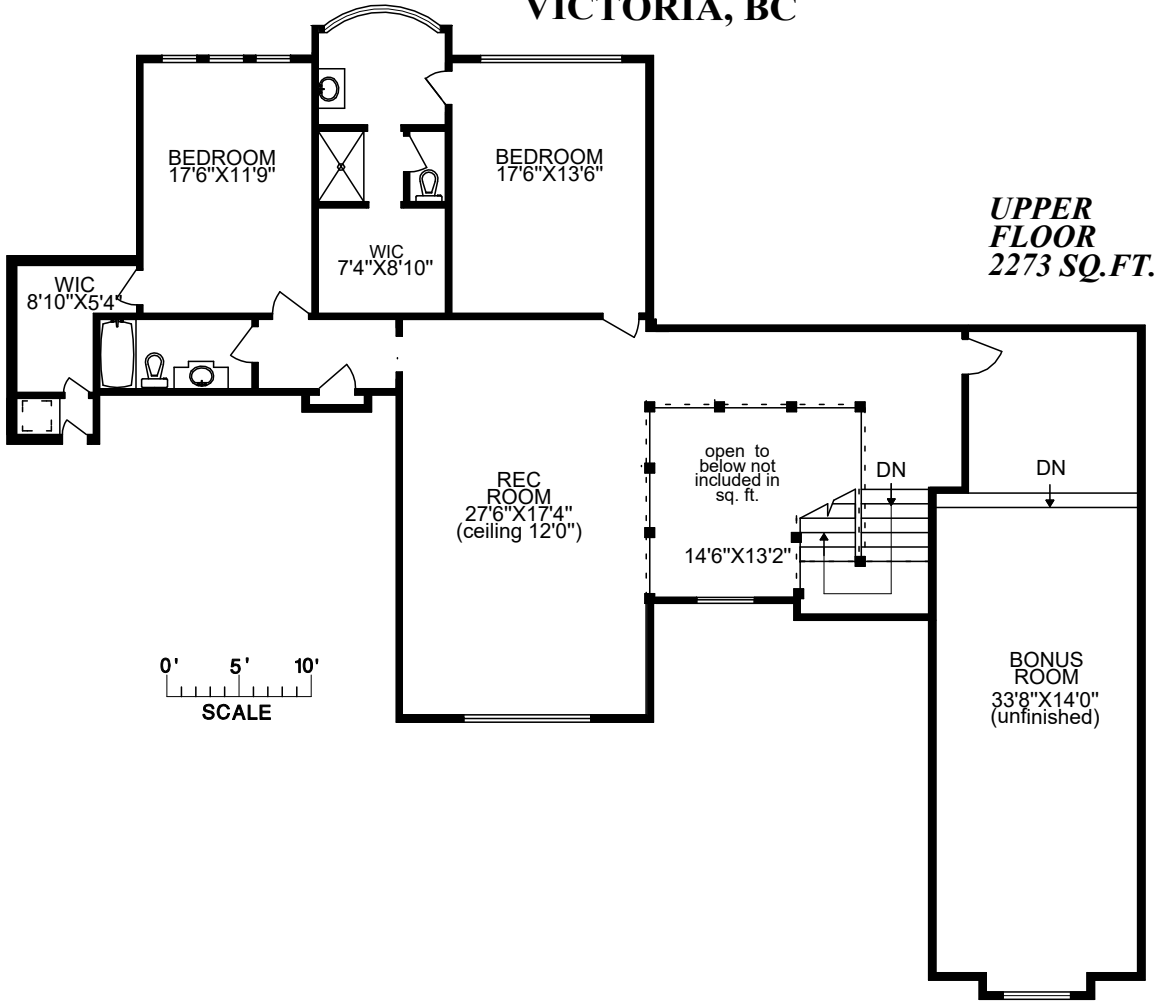 VICTORIA, BC
BEDROOM
17'6"X11'9"
BEDROOM
17'6"X13'6"
UPPER
FLOOR
2273 SQ.FT.
WIC
7'4"X8'10"
WIC
8'10"X5'4"
open to
below not
included in
sq. ft.
DN
DN
REC
ROOM
27'6"X17'4"
(ceiling 12'0")
14'6"X13'2"
0' 5' 10'
SCALE
BONUS
ROOM
33'8"X14'0"
(unfinished)